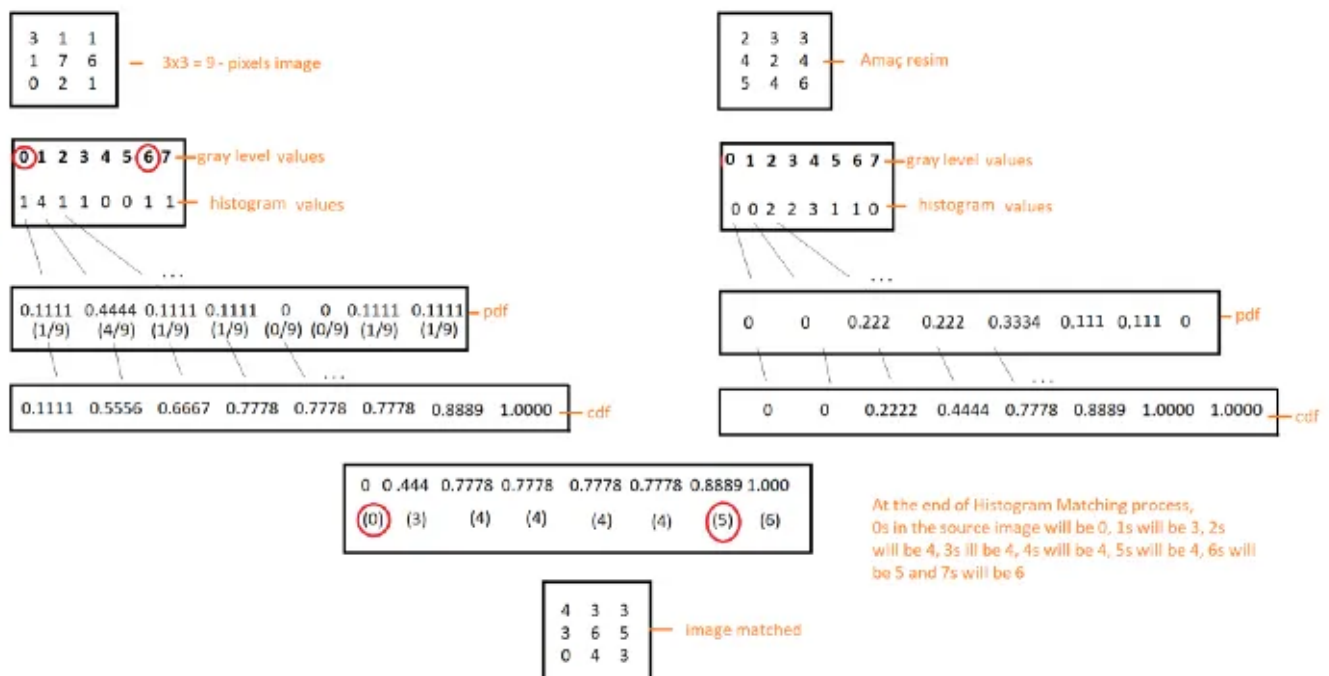 3 1 1
1 7 6
0 2 1
3x3 = 9 - pixels image
2 3 3
4 2 4
5 4 6
Amaç resim
0 1 2 3 4 5 6 7
gray level values
1 4 1 1 0 0 1 1
histogram values
0 1 2 3 4 5 6 7
gray level values
0 0 2 2 3 1 1 0
histogram values
...
...
0.1111 0.4444 0.1111 0.1111 0 0 0.1111 0.1111
(1/9) (4/9) (1/9) (1/9) (0/9) (0/9) (1/9) (1/9)
pdf
0 0 0.222 0.222 0.3334 0,111 0,111 0
pdf
...
...
0.1111 0.5556 0.6667 0.7778 0.7778 0.7778 0.8889 1.0000
cdf
0 0 0.2222 0.4444 0.7778 0.8889 1.0000 1.0000
cdf
0 0 .444 0.7778 0.7778 0.7778 0.7778 0.8889 1.000
(0) (3) (4) (4) (4) (4) (5) (6)
At the end of Histogram Matching process,
0s in the source image will be 0, 1s will be 3, 2s
will be 4, 3s ill be 4, 4s will be 4, 5s will be 4, 6s will
be 5 and 7s will be 6
4 3 3
3 6 5
0 4 3
image matched